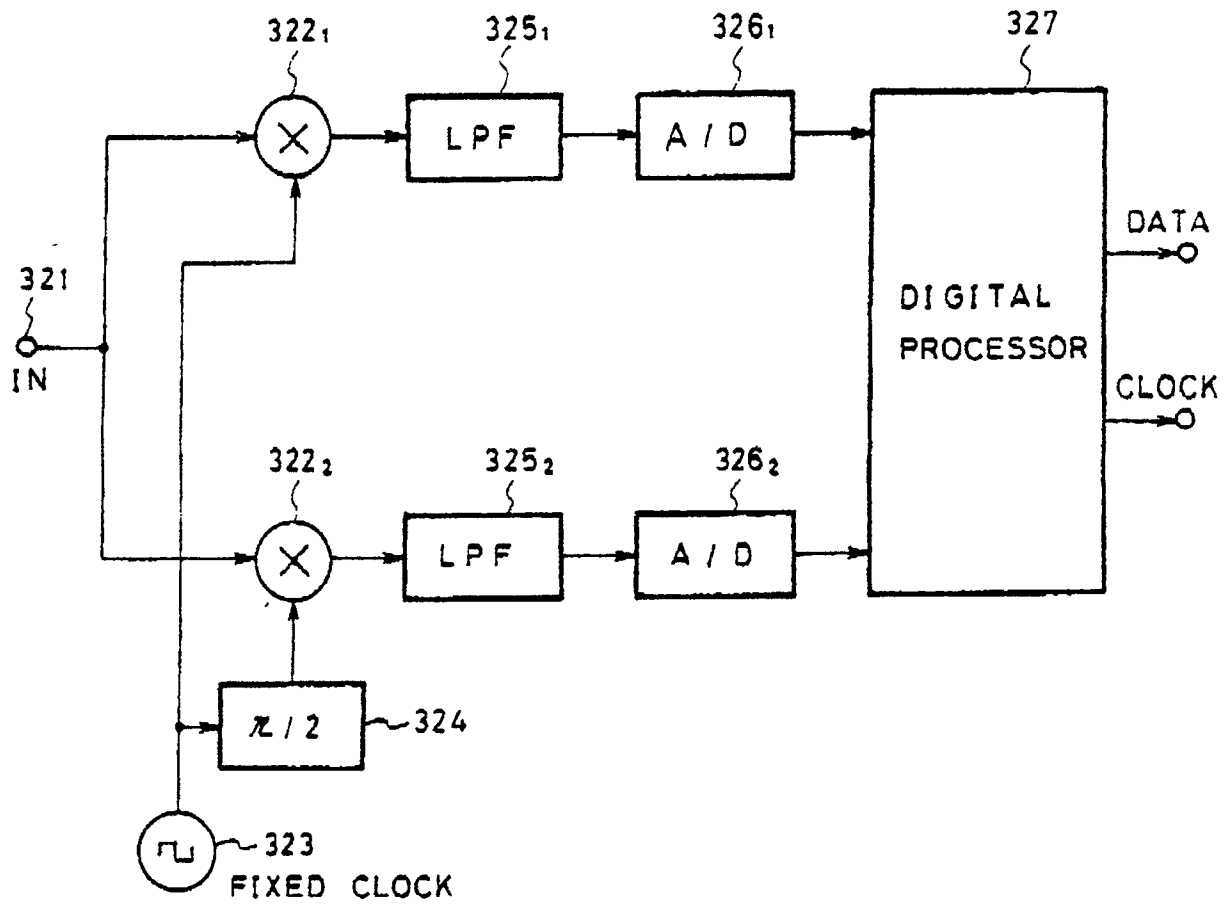 322₁
325₁
326₁
327
×
LPF
A/D
321
IN
DATA
DIGITAL
PROCESSOR
CLOCK
322₂
325₂
326₂
×
LPF
A/D
π/2
324
323
FIXED CLOCK